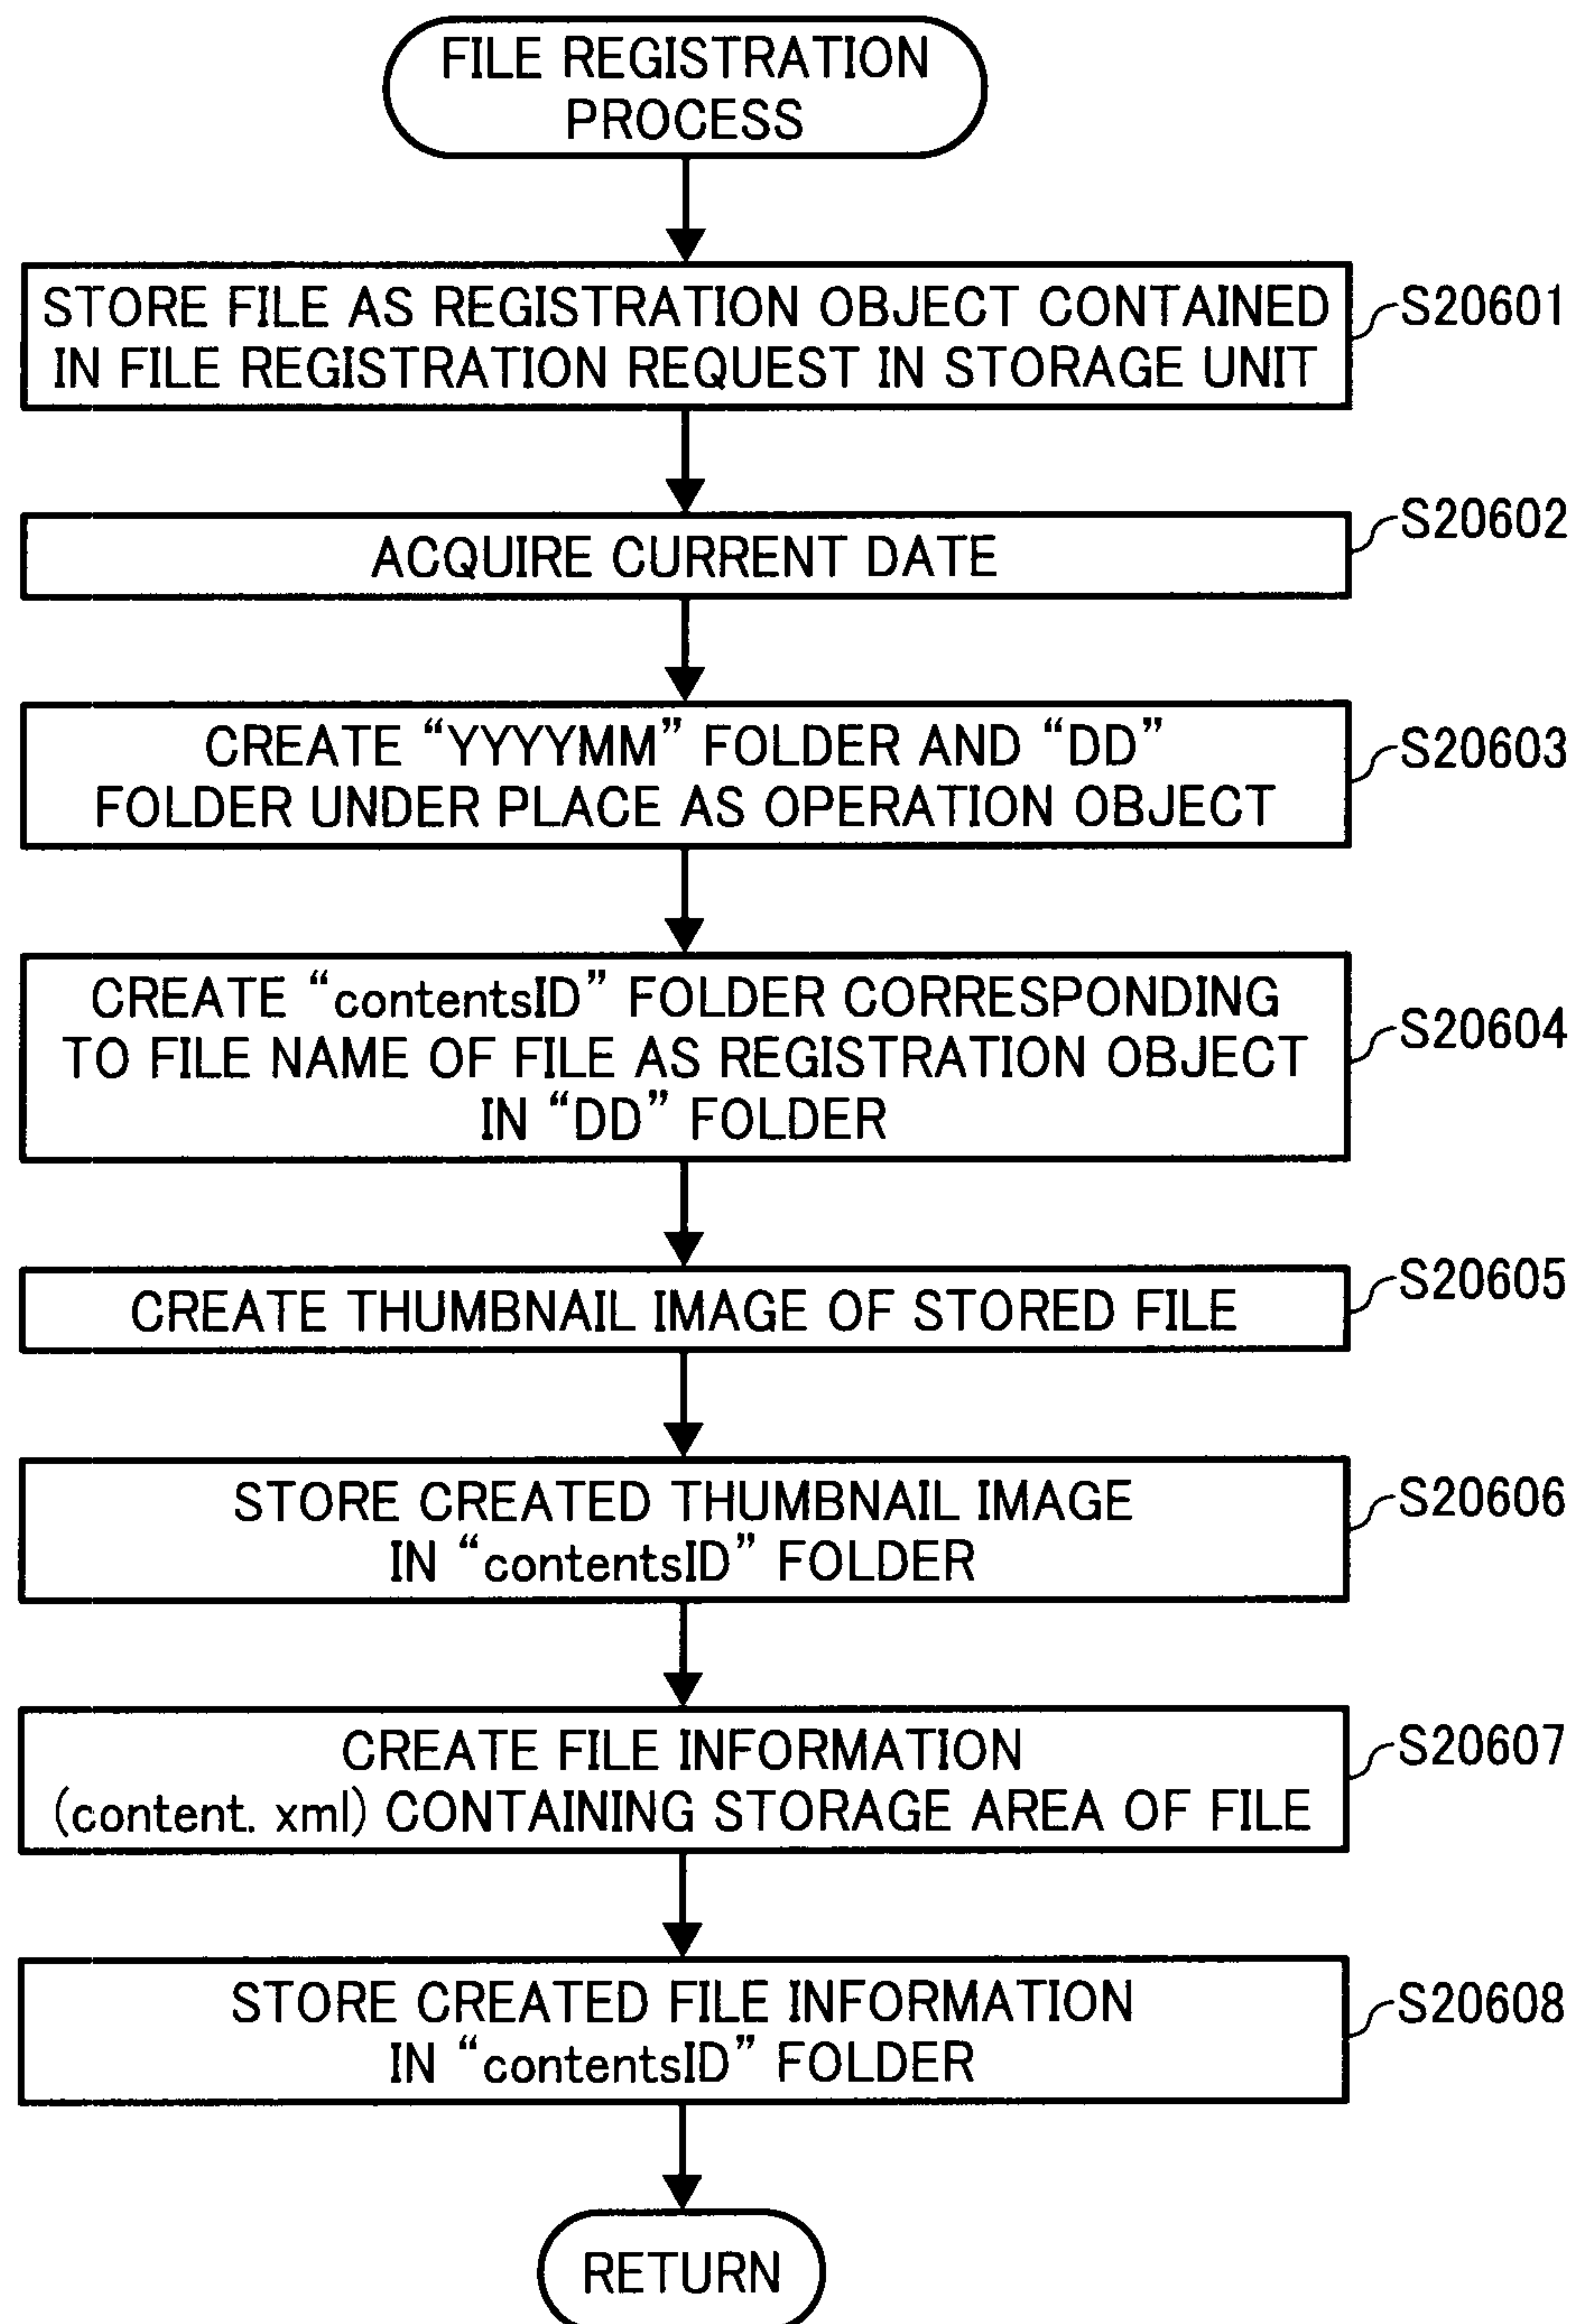 FILE REGISTRATION
PROCESS
STORE FILE AS REGISTRATION OBJECT CONTAINED
IN FILE REGISTRATION REQUEST IN STORAGE UNIT
S20601
ACQUIRE CURRENT DATE
S20602
CREATE “YYYYMM” FOLDER AND “DD”
FOLDER UNDER PLACE AS OPERATION OBJECT
S20603
CREATE “contentsID” FOLDER CORRESPONDING
TO FILE NAME OF FILE AS REGISTRATION OBJECT
IN “DD” FOLDER
S20604
CREATE THUMBNAIL IMAGE OF STORED FILE
S20605
STORE CREATED THUMBNAIL IMAGE
IN “contentsID” FOLDER
S20606
CREATE FILE INFORMATION
(content. xml) CONTAINING STORAGE AREA OF FILE
S20607
STORE CREATED FILE INFORMATION
IN “contentsID” FOLDER
S20608
RETURN